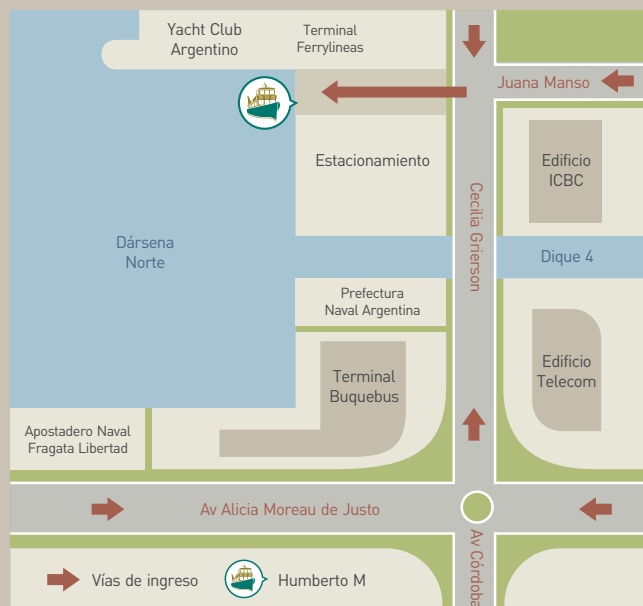 Yacht Club
Argentino
Terminal
Ferrylineas
Juana Manso
Estacionamiento
Edificio
ICBC
Cecilia Grierson
Dársena
Norte
Dique 4
Prefectura
Naval Argentina
Terminal
Buquebus
Edificio
Telecom
Apostadero Naval
Fragata Libertad
Av Alicia Moreau de Justo
Av Córdoba
Vías de ingreso
Humberto M